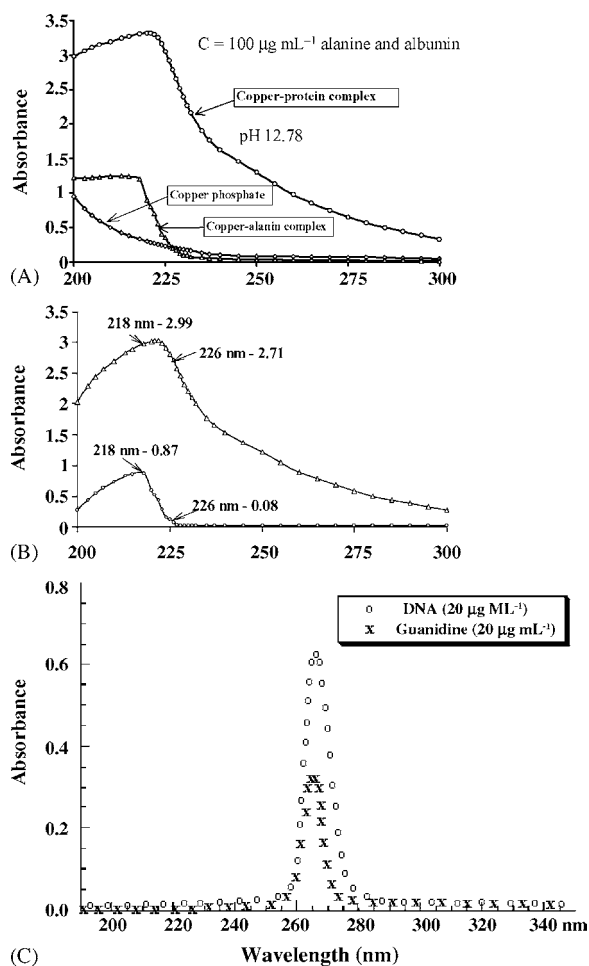 3.5
3
2.5
2
1.5
1
0.5
0
Absorbance
C = 100 µg mL⁻¹ alanine and albumin
Copper-protein complex
pH 12.78
Copper phosphate
Copper-alanin complex
(A)
200 225 250 275 300
3.5
3
2.5
2
1.5
1
0.5
0
Absorbance
218 nm - 2.99
226 nm - 2.71
218 nm - 0.87
226 nm - 0.08
(B)
200 225 250 275 300
0.8
0.6
0.4
0.2
0.0
Absorbance
o DNA (20 µg ML⁻¹)
x Guanidine (20 µg mL⁻¹)
200 220 240 260 280 300 320 340 nm
(C)
Wavelength (nm)